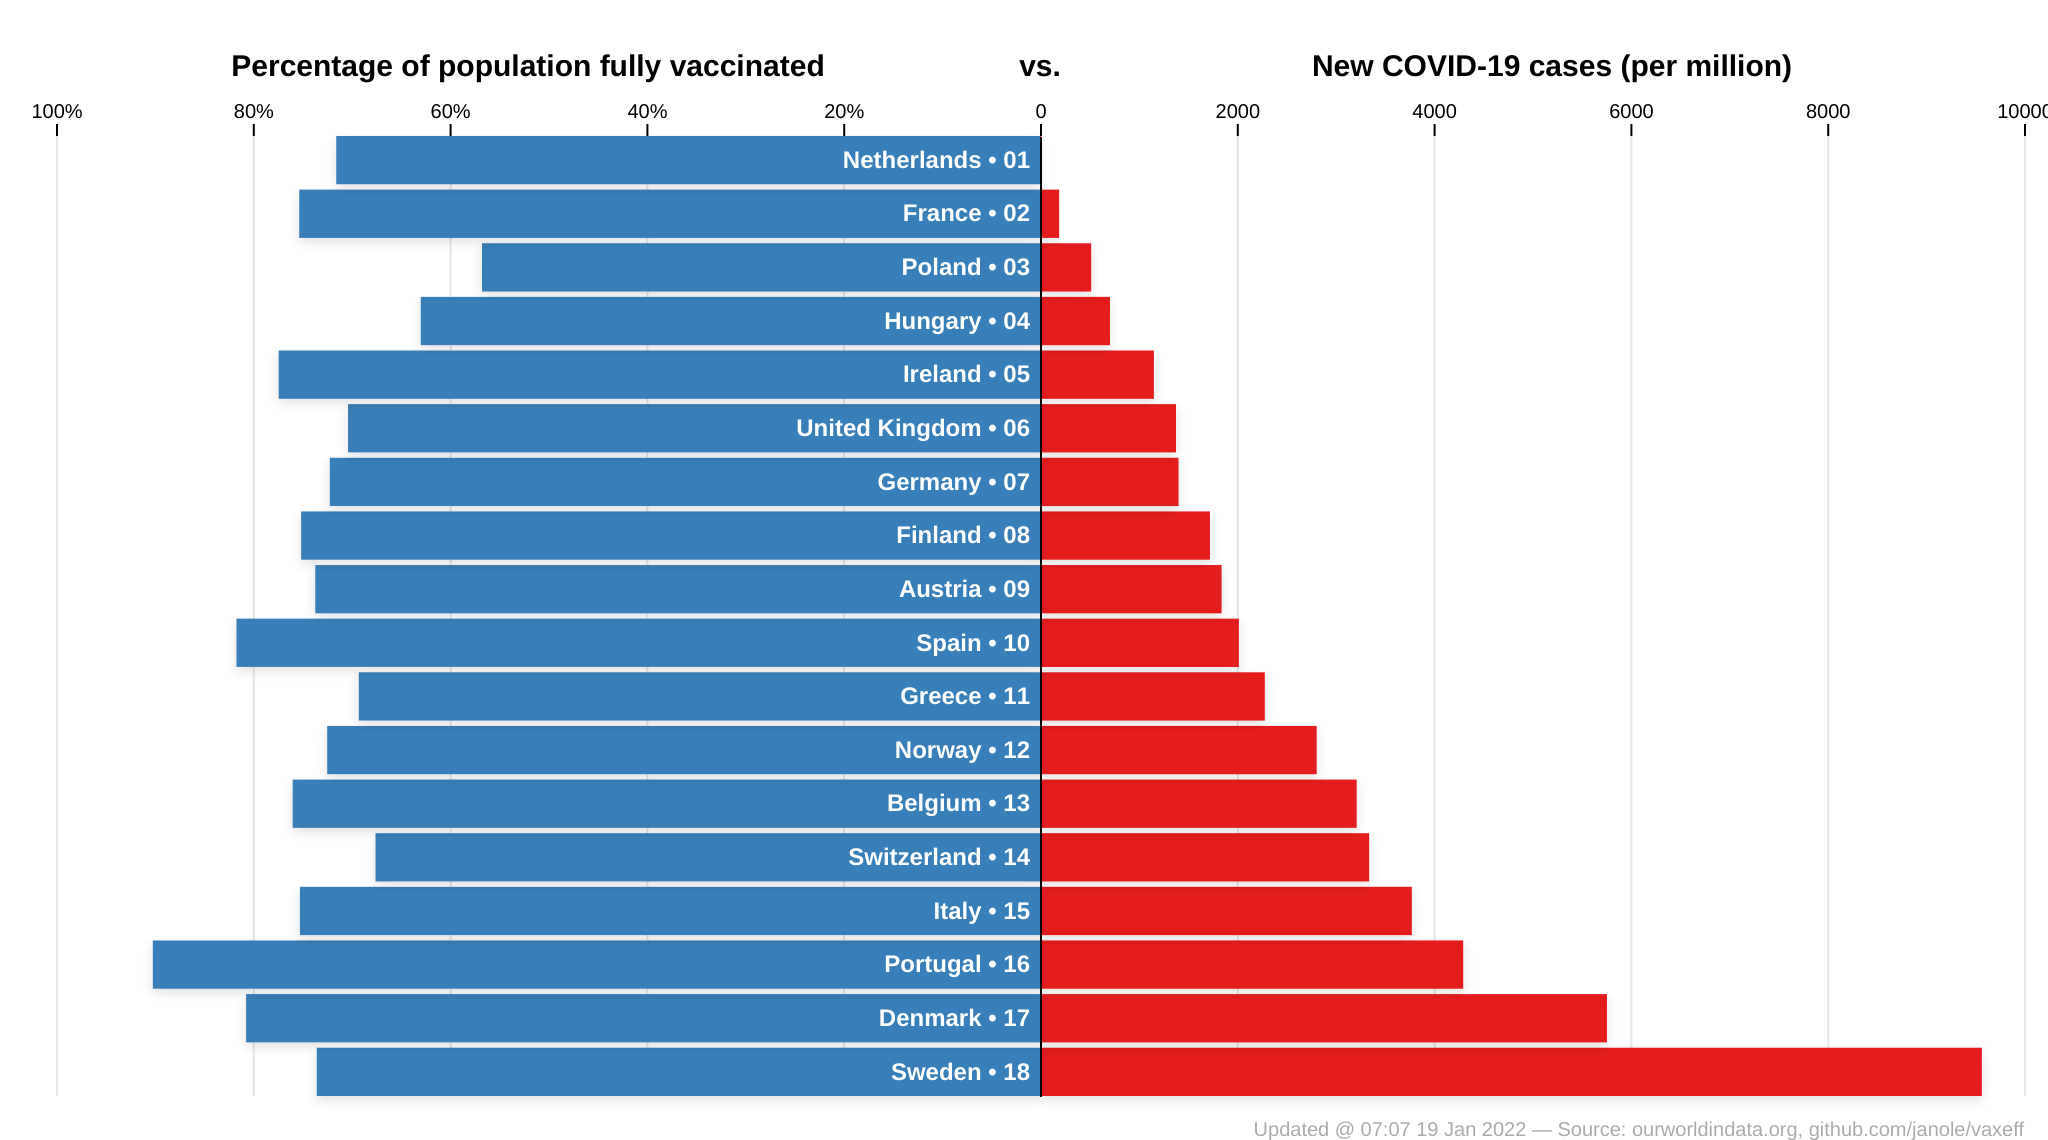 Percentage of population fully vaccinated vs. New COVID-19 cases (per million)
100% 80% 60% 40% 20% 0 2000 4000 6000 8000 10000
Netherlands • 01
France • 02
Poland • 03
Hungary • 04
Ireland • 05
United Kingdom • 06
Germany • 07
Finland • 08
Austria • 09
Spain • 10
Greece • 11
Norway • 12
Belgium • 13
Switzerland • 14
Italy • 15
Portugal • 16
Denmark • 17
Sweden • 18
Updated @ 07:07 19 Jan 2022 — Source: ourworldindata.org, github.com/janole/vaxeff